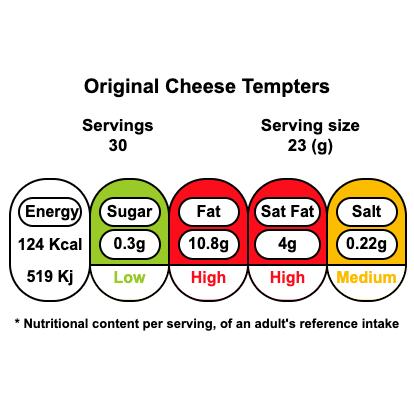 Original Cheese Tempters
Servings
30
Serving size
23 (g)
Energy
124 Kcal
519 Kj
Sugar
0.3g
Low
Fat
10.8g
High
Sat Fat
4g
High
Salt
0.22g
Medium
* Nutritional content per serving, of an adult's reference intake